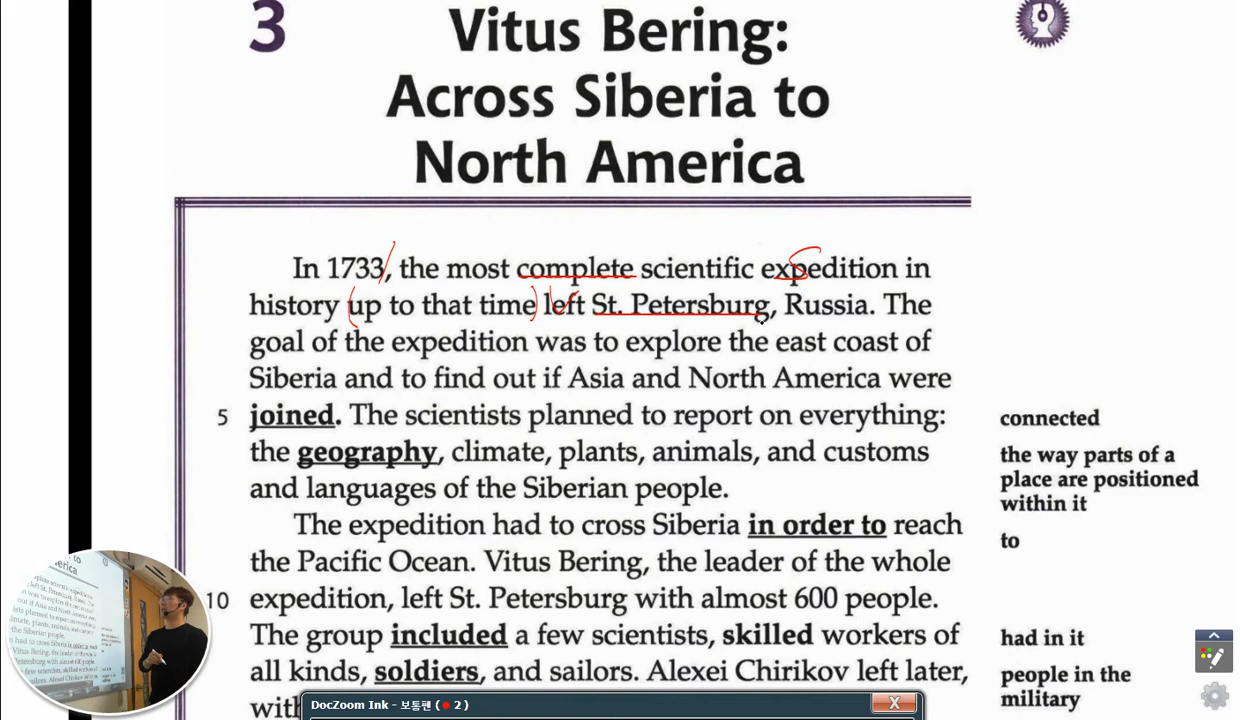 3
Vitus Bering:
Across Siberia to
North America
In 1733, the most complete scientific expedition in
history up to that time left St. Petersburg, Russia. The
goal of the expedition was to explore the east coast of
Siberia and to find out if Asia and North America were
5 joined. The scientists planned to report on everything:
connected
the geography, climate, plants, animals, and customs
the way parts of a
place are positioned
within it
and languages of the Siberian people.
The expedition had to cross Siberia in order to reach
to
the Pacific Ocean. Vitus Bering, the leader of the whole
10 expedition, left St. Petersburg with almost 600 people.
The group included a few scientists, skilled workers of
had in it
all kinds, soldiers, and sailors. Alexei Chirikov left later,
people in the
military
DocZoom Ink - 보통펜 ( 2 )